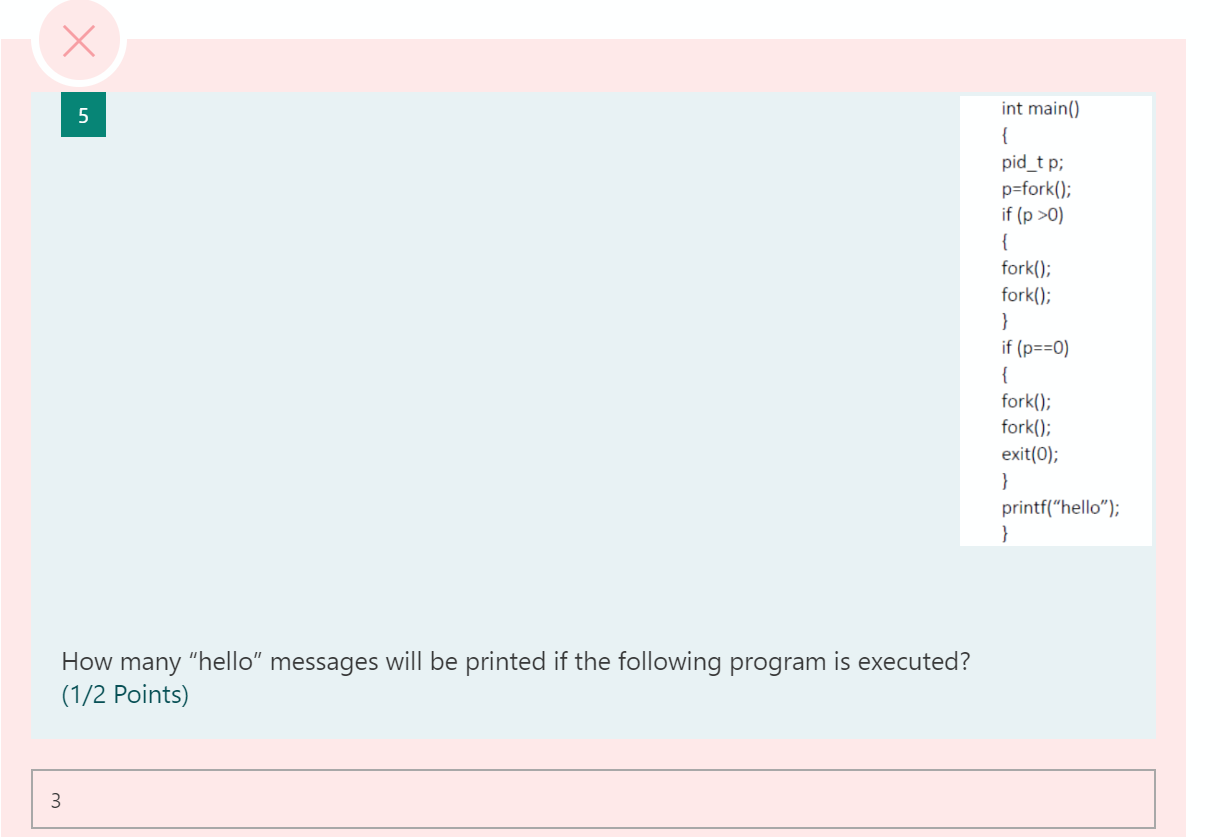 5
int main()
{
pid_t p;
p=fork();
if (p >0)
{
fork();
fork();
}
if (p==0)
{
fork();
fork();
exit(0);
}
printf(“hello”);
}
How many “hello” messages will be printed if the following program is executed?
(1/2 Points)
3